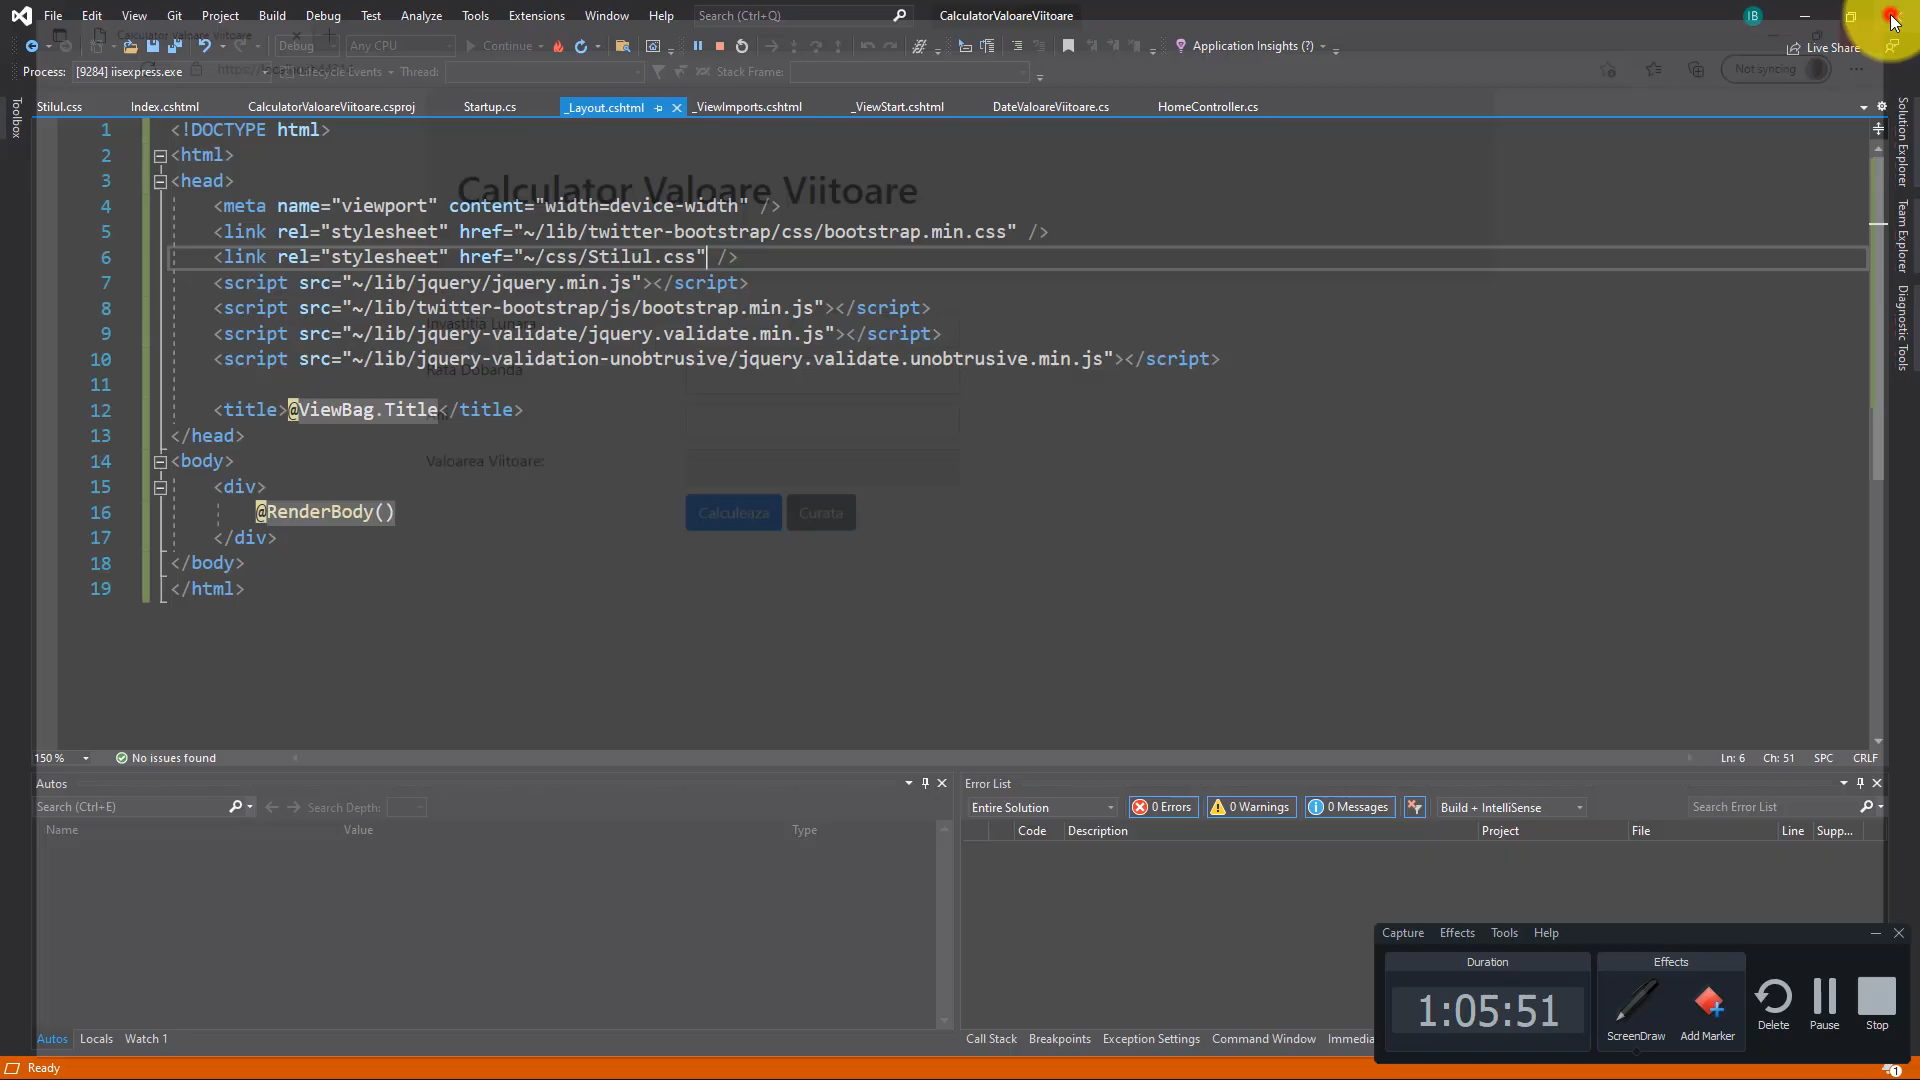 File Edit View Git Project Build Debug Test Analyze Tools Extensions Window Help Search (Ctrl+Q) CalculatorValoareViitoare IB
Calculator Valoare Viitoare
Debug Any CPU Continue Application Insights (?) Live Share
Process: [9284] iisexpress.exe Lifecycle Events Thread: Stack Frame: Not syncing
Stilul.css Index.cshtml CalculatorValoareViitoare.csproj Startup.cs _Layout.cshtml _ViewImports.cshtml _ViewStart.cshtml DateValoareViitoare.cs HomeController.cs
Toolbox
Solution Explorer
Team Explorer
Diagnostic Tools
1 <!DOCTYPE html>
2 <html>
3 <head>
Calculator Valoare Viitoare
4 <meta name="viewport" content="width=device-width" />
5 <link rel="stylesheet" href="~/lib/twitter-bootstrap/css/bootstrap.min.css" />
6 <link rel="stylesheet" href="~/css/Stilul.css" />
7 <script src="~/lib/jquery/jquery.min.js"></script>
8 <script src="~/lib/twitter-bootstrap/js/bootstrap.min.js"></script>
Investitia Lunara
9 <script src="~/lib/jquery-validate/jquery.validate.min.js"></script>
10 <script src="~/lib/jquery-validation-unobtrusive/jquery.validate.unobtrusive.min.js"></script>
Rata Dobanda
11
12 <title>@ViewBag.Title</title>
13 </head>
14 <body>
Valoarea Viitoare:
15 <div>
16 @RenderBody()
Calculeaza Curata
17 </div>
18 </body>
19 </html>
150 % No issues found Ln: 6 Ch: 51 SPC CRLF
Autos
Search (Ctrl+E) Search Depth:
Name Value Type
Error List
Entire Solution 0 Errors 0 Warnings 0 Messages Build + IntelliSense Search Error List
Code Description Project File Line Supp...
Capture Effects Tools Help
Duration Effects
1:05:51
ScreenDraw Add Marker Delete Pause Stop
Autos Locals Watch 1
Call Stack Breakpoints Exception Settings Command Window Immedia
Ready 1